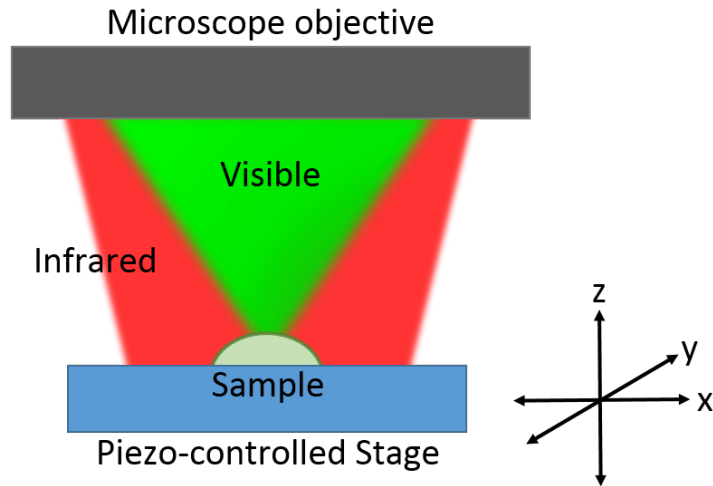 Microscope objective
Visible
Infrared
Sample
Piezo-controlled Stage
z
y
x